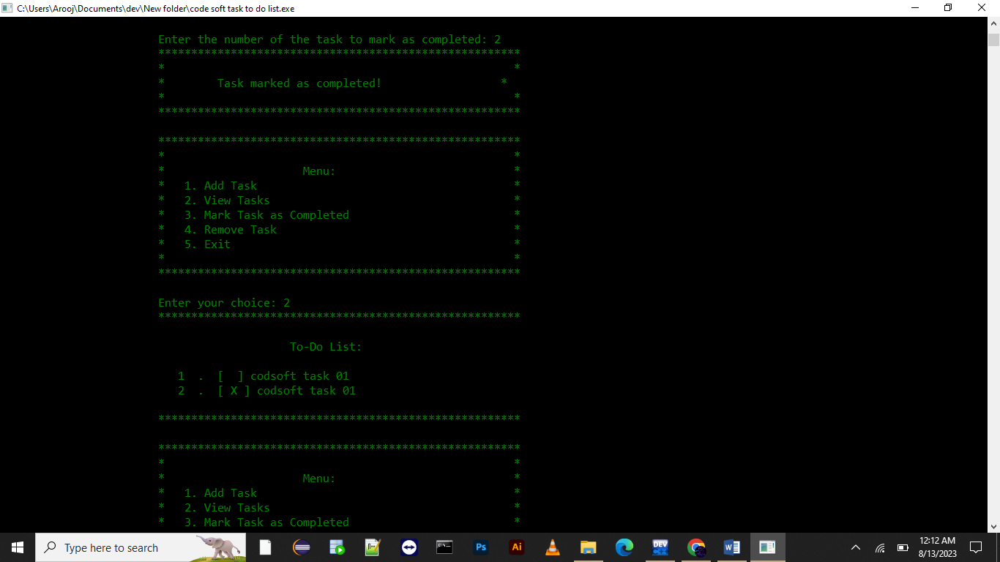 C:\Users\Arooj\Documents\dev\New folder\code soft task to do list.exe
Enter the number of the task to mark as completed: 2
*******************************************************
*                                                     *
*        Task marked as completed!                  *
*                                                     *
*******************************************************
*******************************************************
*                                                     *
*                     Menu:                           *
*   1. Add Task                                       *
*   2. View Tasks                                     *
*   3. Mark Task as Completed                         *
*   4. Remove Task                                    *
*   5. Exit                                           *
*                                                     *
*******************************************************
Enter your choice: 2
*******************************************************
To-Do List:
1  .  [  ] codsoft task 01
2  .  [ X ] codsoft task 01
*******************************************************
*******************************************************
*                                                     *
*                     Menu:                           *
*   1. Add Task                                       *
*   2. View Tasks                                     *
*   3. Mark Task as Completed                         *
Type here to search
Ps
Ai
DEV
W
12:12 AM
8/13/2023